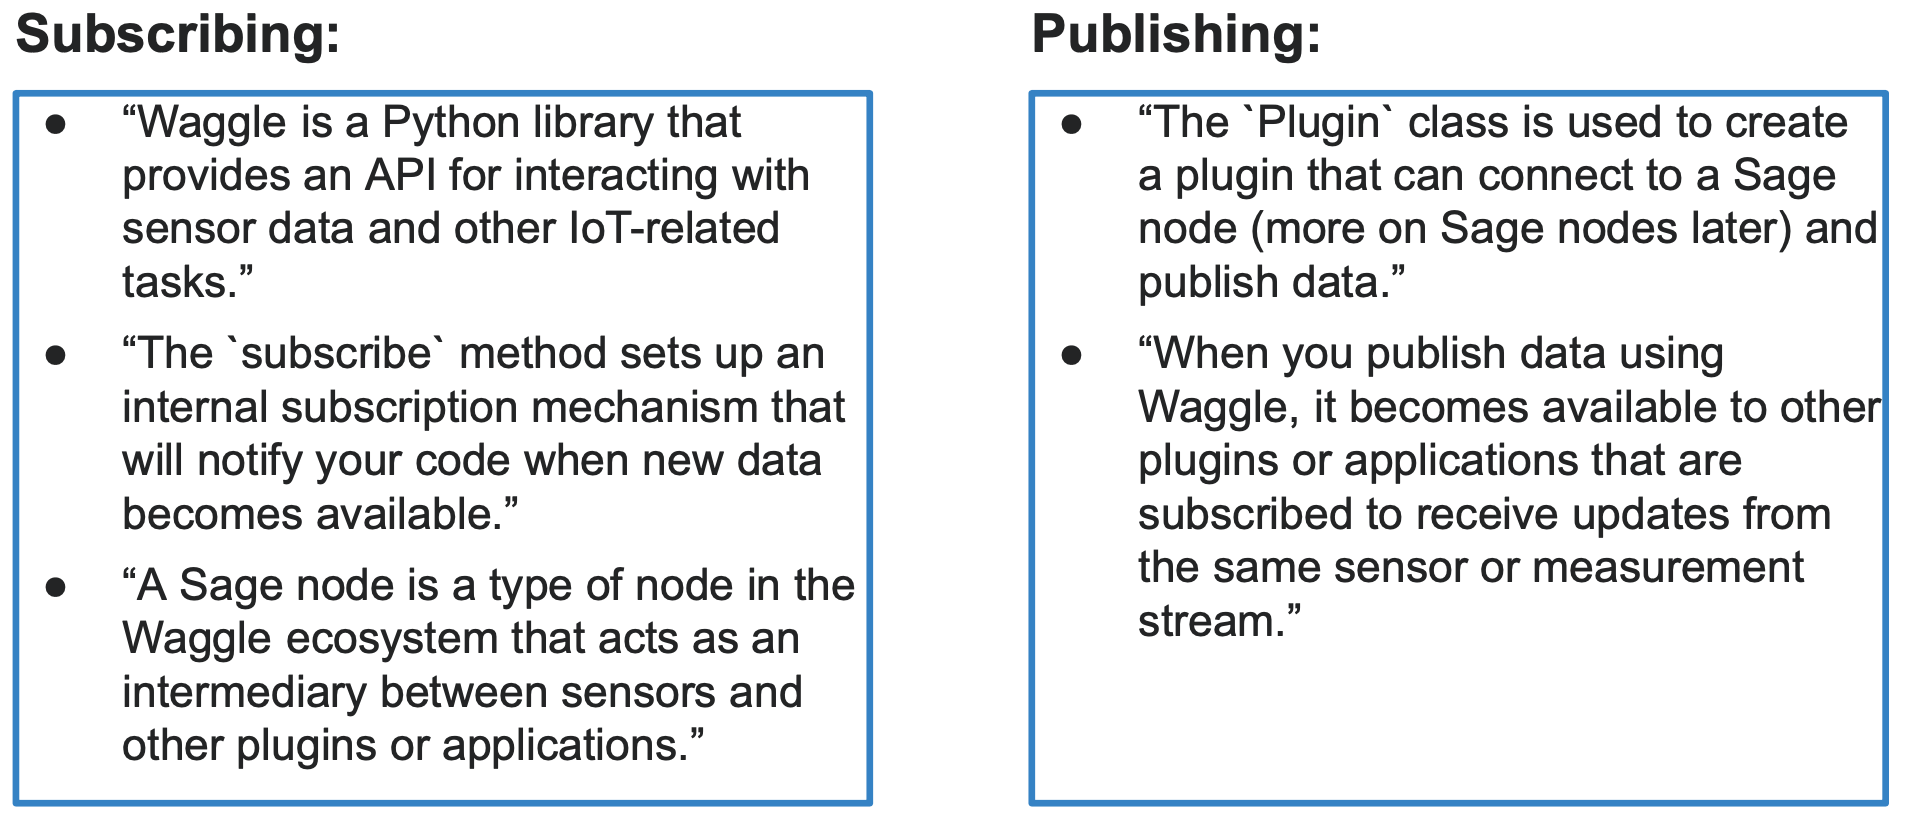 Subscribing:
● “Waggle is a Python library that
provides an API for interacting with
sensor data and other IoT-related
tasks.”
● “The `subscribe` method sets up an
internal subscription mechanism that
will notify your code when new data
becomes available.”
● “A Sage node is a type of node in the
Waggle ecosystem that acts as an
intermediary between sensors and
other plugins or applications.”
Publishing:
● “The `Plugin` class is used to create
a plugin that can connect to a Sage
node (more on Sage nodes later) and
publish data.”
● “When you publish data using
Waggle, it becomes available to other
plugins or applications that are
subscribed to receive updates from
the same sensor or measurement
stream.”